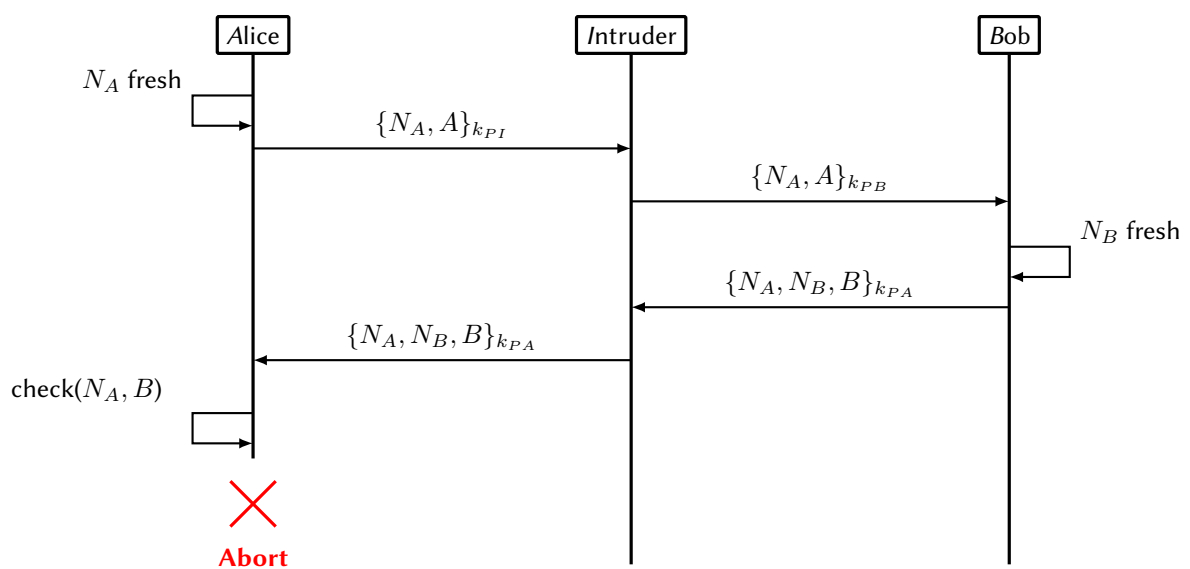 Alice
Intruder
Bob
$N_A$ fresh
$\{N_A, A\}_{k_{PI}}$
$\{N_A, A\}_{k_{PB}}$
$N_B$ fresh
$\{N_A, N_B, B\}_{k_{PA}}$
$\{N_A, N_B, B\}_{k_{PA}}$
check($N_A, B$)
Abort